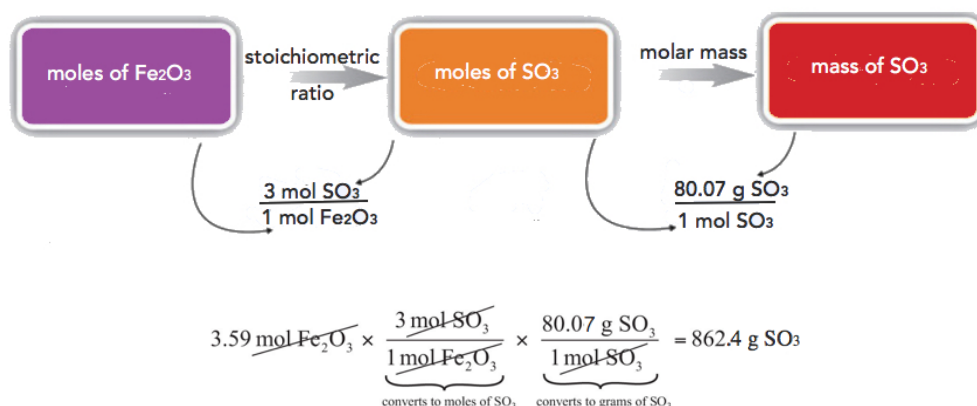 moles of Fe₂O₃
stoichiometric
ratio
moles of SO₃
molar mass
mass of SO₃
3 mol SO₃
1 mol Fe₂O₃
80.07 g SO₃
1 mol SO₃
3.59 mol Fe₂O₃ × 3 mol SO₃ / 1 mol Fe₂O₃ × 80.07 g SO₃ / 1 mol SO₃ = 862.4 g SO₃
converts to moles of SO₃ converts to grams of SO₃